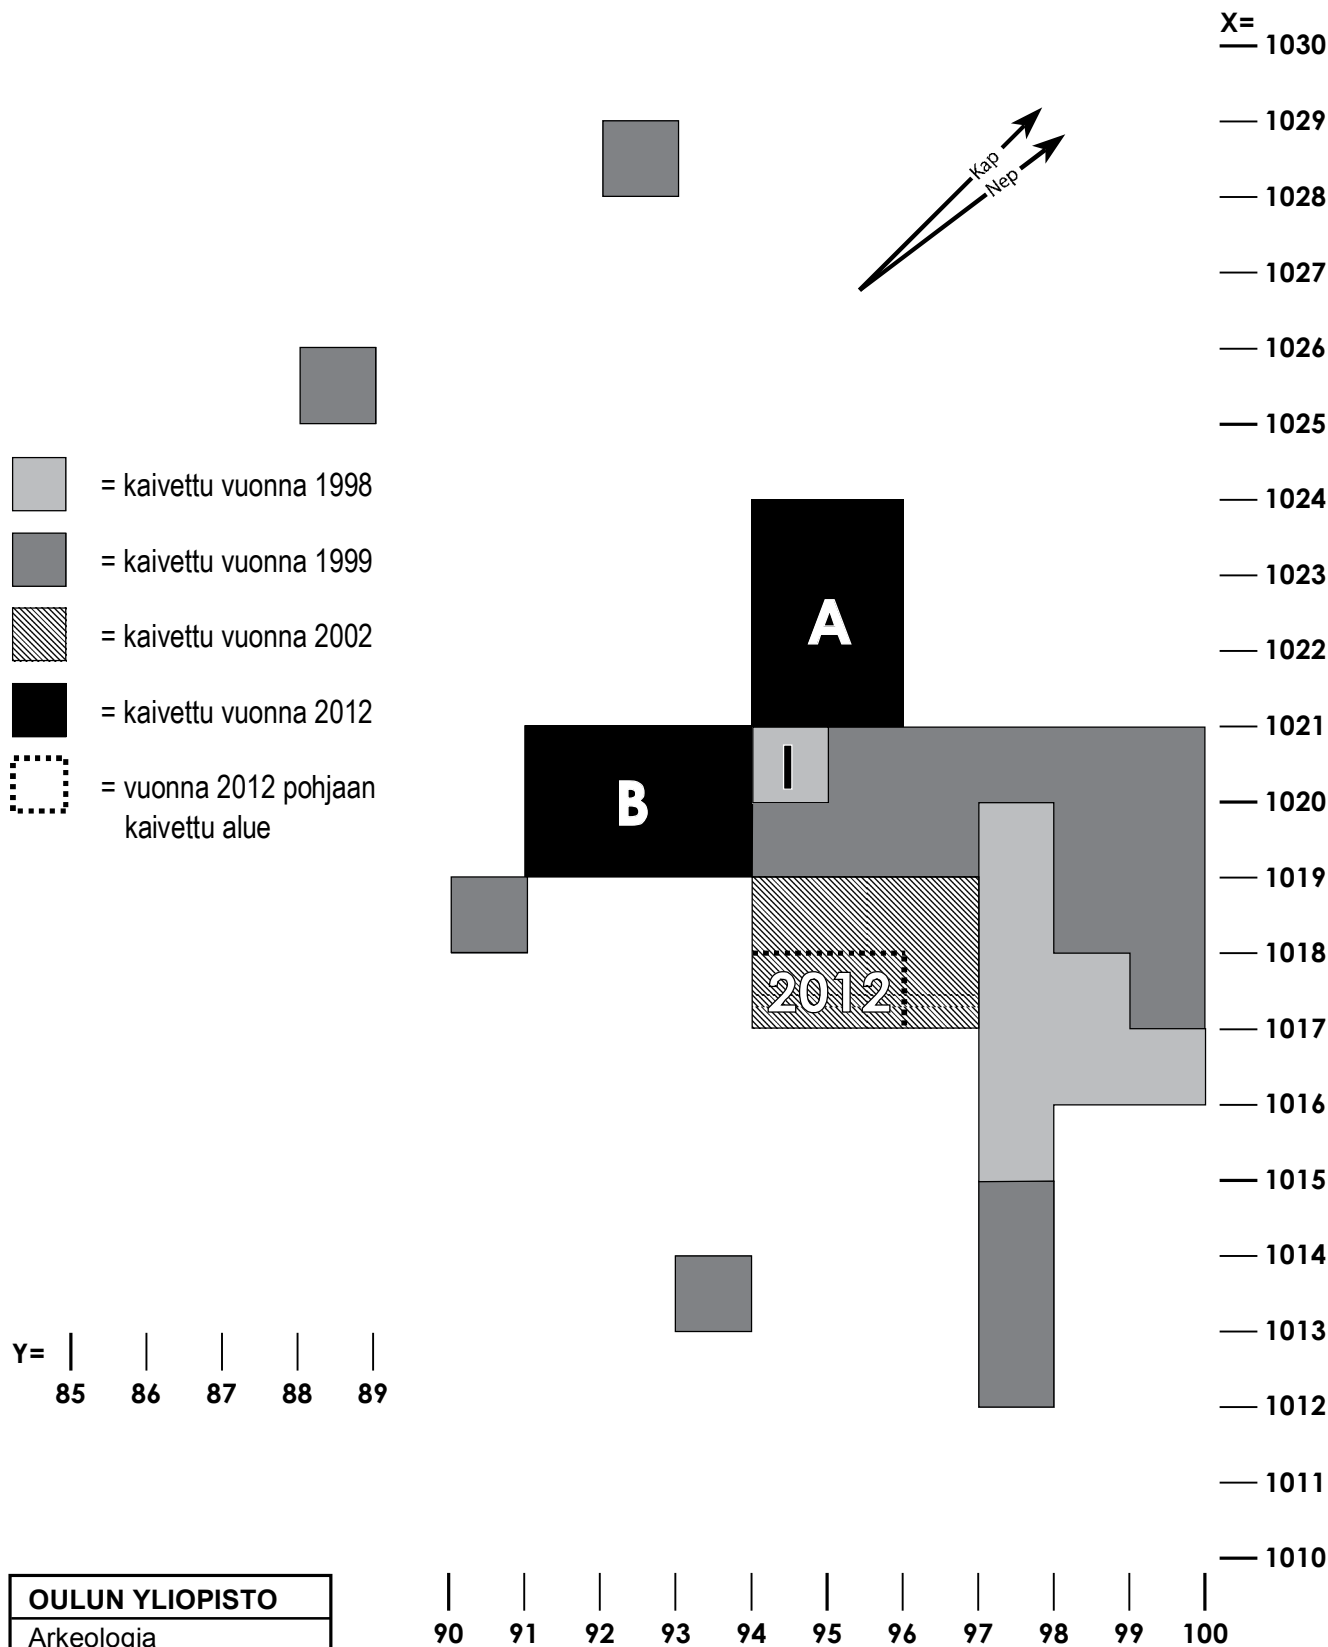 X=
1030
1029
1028
1027
1026
1025
1024
1023
1022
1021
1020
1019
1018
1017
1016
1015
1014
1013
1012
1011
1010
Kap
Nep
= kaivettu vuonna 1998
= kaivettu vuonna 1999
= kaivettu vuonna 2002
= kaivettu vuonna 2012
= vuonna 2012 pohjaan
kaivettu alue
A
I
B
2012
Y=
85 86 87 88 89
OULUN YLIOPISTO
Arkeologia
90 91 92 93 94 95 96 97 98 99 100